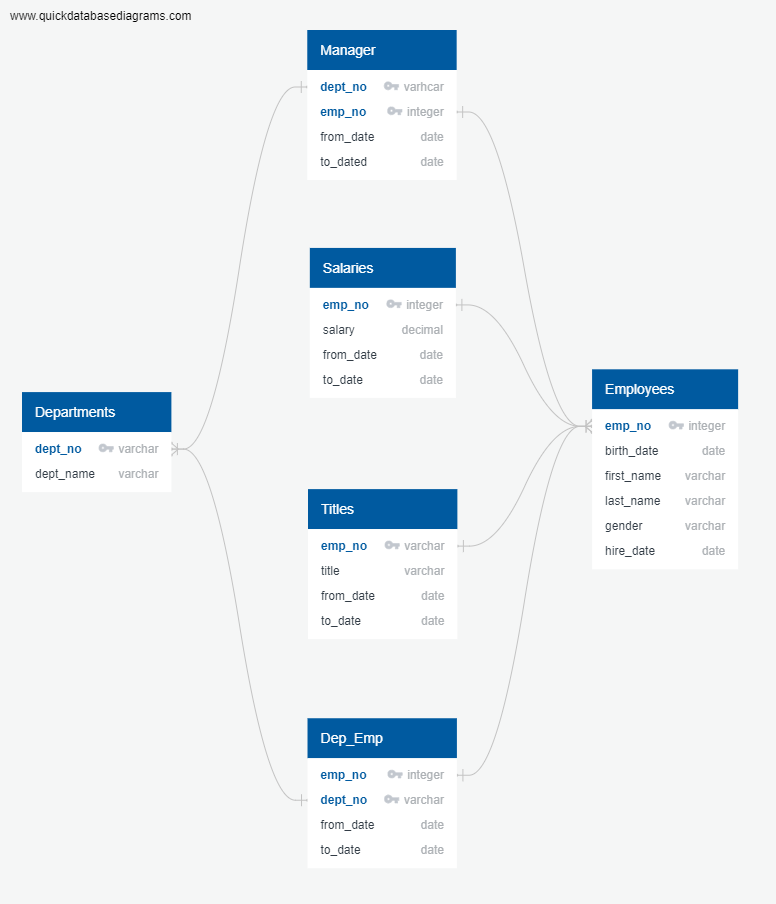 www.quickdatabasediagrams.com
Manager
dept_no varhcar
emp_no integer
from_date date
to_dated date
Salaries
emp_no integer
salary decimal
from_date date
to_date date
Departments
dept_no varchar
dept_name varchar
Employees
emp_no integer
birth_date date
first_name varchar
last_name varchar
gender varchar
hire_date date
Titles
emp_no varchar
title varchar
from_date date
to_date date
Dep_Emp
emp_no integer
dept_no varchar
from_date date
to_date date